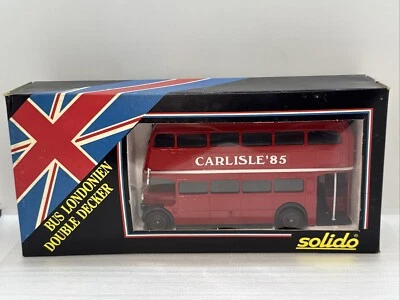 CARLISLE'85
BUS LONDONIEN
DOUBLE DECKER
solido